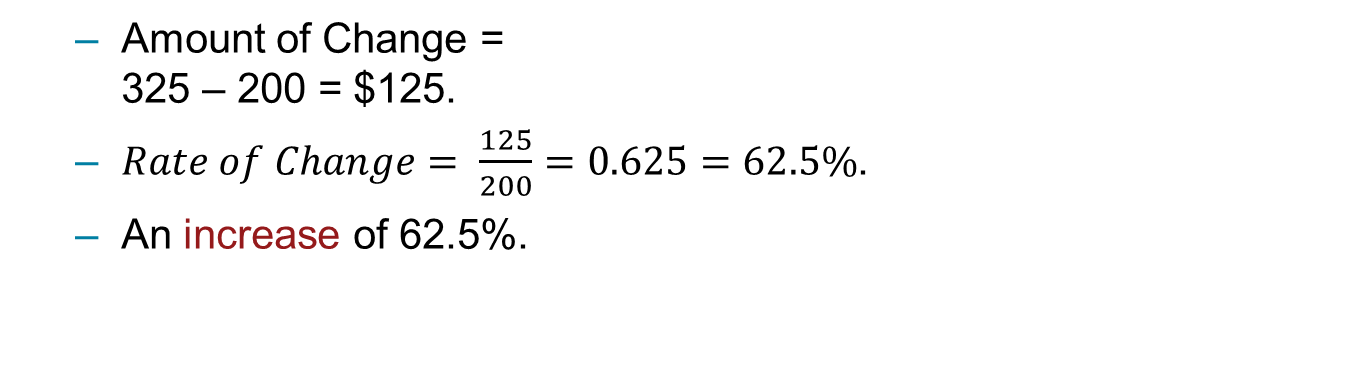 – Amount of Change =
325 – 200 = $125.
– Rate of Change = 125/200 = 0.625 = 62.5%.
– An increase of 62.5%.